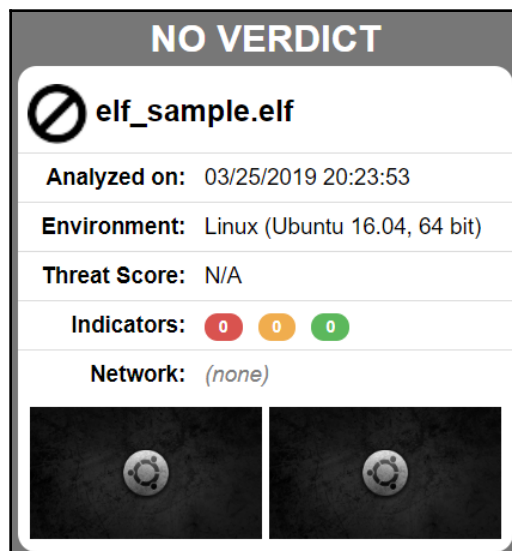 NO VERDICT
elf_sample.elf
Analyzed on: 03/25/2019 20:23:53
Environment: Linux (Ubuntu 16.04, 64 bit)
Threat Score: N/A
Indicators: 0 0 0
Network: (none)